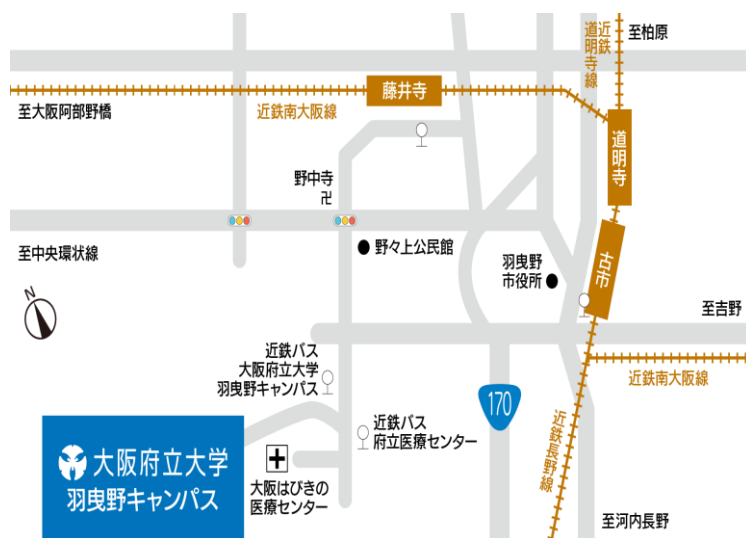 至柏原
近鉄
道明寺線
藤井寺
至大阪阿部野橋
近鉄南大阪線
道明寺
野中寺
卍
至中央環状線
野々上公民館
羽曳野
市役所
古市
N
至吉野
近鉄バス
大阪府立大学
羽曳野キャンパス
近鉄南大阪線
170
近鉄バス
府立医療センター
近鉄長野線
大阪府立大学
羽曳野キャンパス
大阪はびきの
医療センター
至河内長野